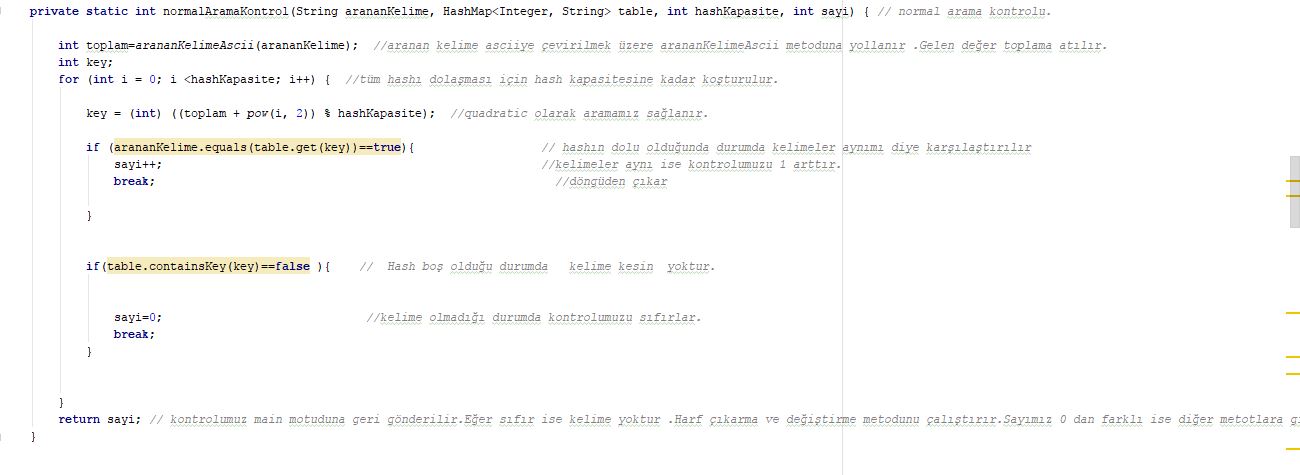 private static int normalAramaKontrol(String arananKelime, HashMap<Integer, String> table, int hashKapasite, int sayi) { // normal arama kontrolu.
int toplam=arananKelimeAscii(arananKelime); //aranan kelime asciiye çevirilmek üzere arananKelimeAscii metoduna yollanır .Gelen değer toplama atılır.
int key;
for (int i = 0; i <hashKapasite; i++) { //tüm hashı dolaşması için hash kapasitesine kadar koşturulur.
key = (int) ((toplam + pow(i, 2)) % hashKapasite); //quadratic olarak aramamız sağlanır.
if (arananKelime.equals(table.get(key))==true){ // hashın dolu olduğunda durumda kelimeler aynımı diye karşılaştırılır
sayi++; //kelimeler aynı ise kontrolumuzu 1 arttır.
break; //döngüden çıkar
}
if(table.containsKey(key)==false ){ // Hash boş olduğu durumda kelime kesin yoktur.
sayi=0; //kelime olmadığı durumda kontrolumuzu sıfırlar.
break;
}
}
return sayi; // kontrolumuz main motuduna geri gönderilir.Eğer sıfır ise kelime yoktur .Harf çıkarma ve değiştirme metodunu çalıştırır.Sayımız 0 dan farklı ise diğer metotlara
}